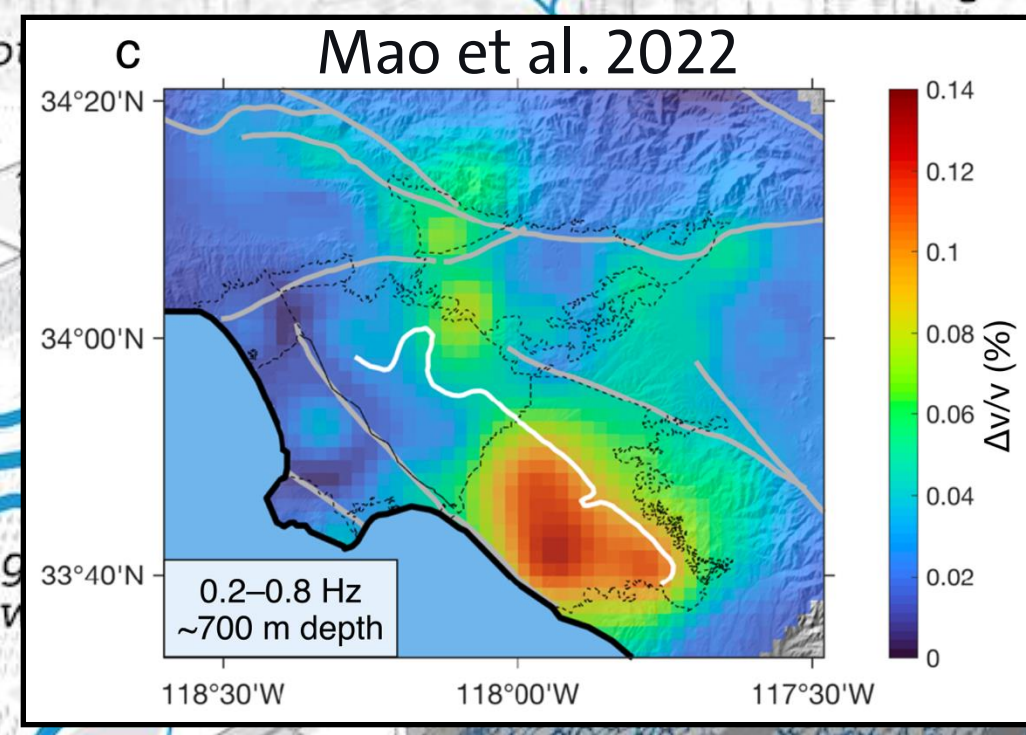 c
Mao et al. 2022
34°20'N
34°00'N
33°40'N
118°30'W
118°00'W
117°30'W
0.2–0.8 Hz
~700 m depth
0.14
0.12
0.1
0.08
0.06
0.04
0.02
0
Δv/v (%)